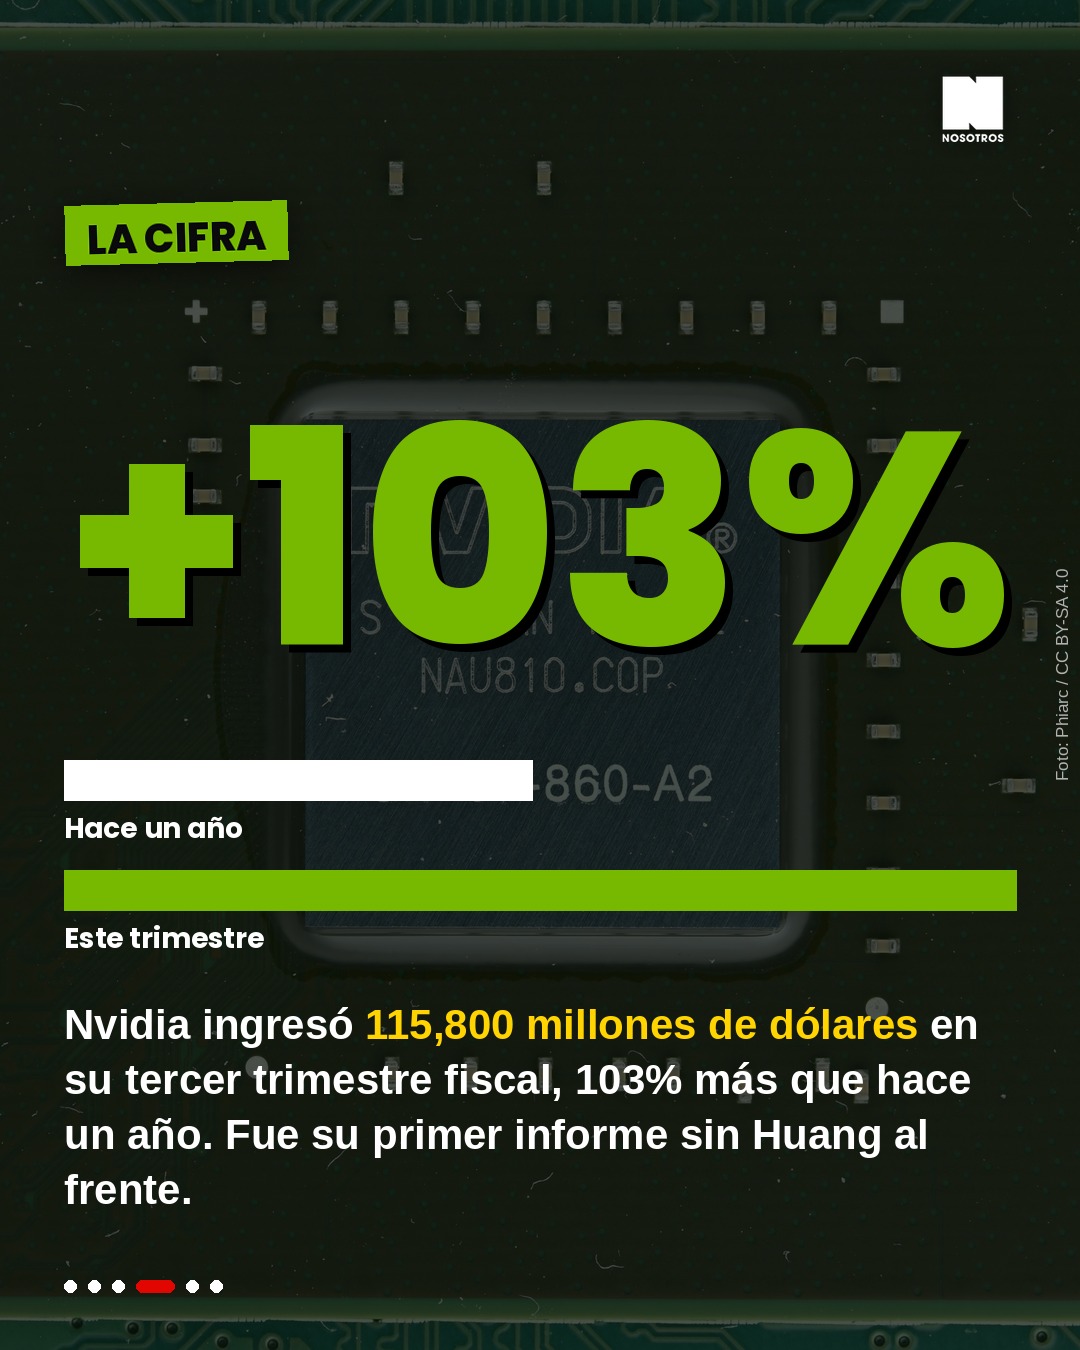 NOSOTROS
LA CIFRA
+103%
®
NAU810.COP
-860-A2
Foto: Phiarc / CC BY-SA 4.0
Hace un año
Este trimestre
Nvidia ingresó 115,800 millones de dólares en
su tercer trimestre fiscal, 103% más que hace
un año. Fue su primer informe sin Huang al
frente.